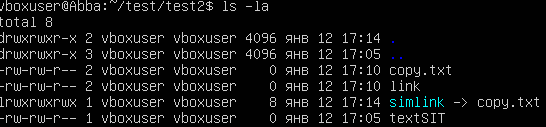 vboxuser@Abba:~/test/test2$ ls -la
total 8
drwxrwxr-x 2 vboxuser vboxuser 4096 янв 12 17:14 .
drwxrwxr-x 3 vboxuser vboxuser 4096 янв 12 17:05 ..
-rw-rw-r-- 2 vboxuser vboxuser    0 янв 12 17:10 copy.txt
-rw-rw-r-- 2 vboxuser vboxuser    0 янв 12 17:10 link
lrwxrwxrwx 1 vboxuser vboxuser    8 янв 12 17:14 simlink -> copy.txt
-rw-rw-r-- 1 vboxuser vboxuser    0 янв 12 17:05 textSIT